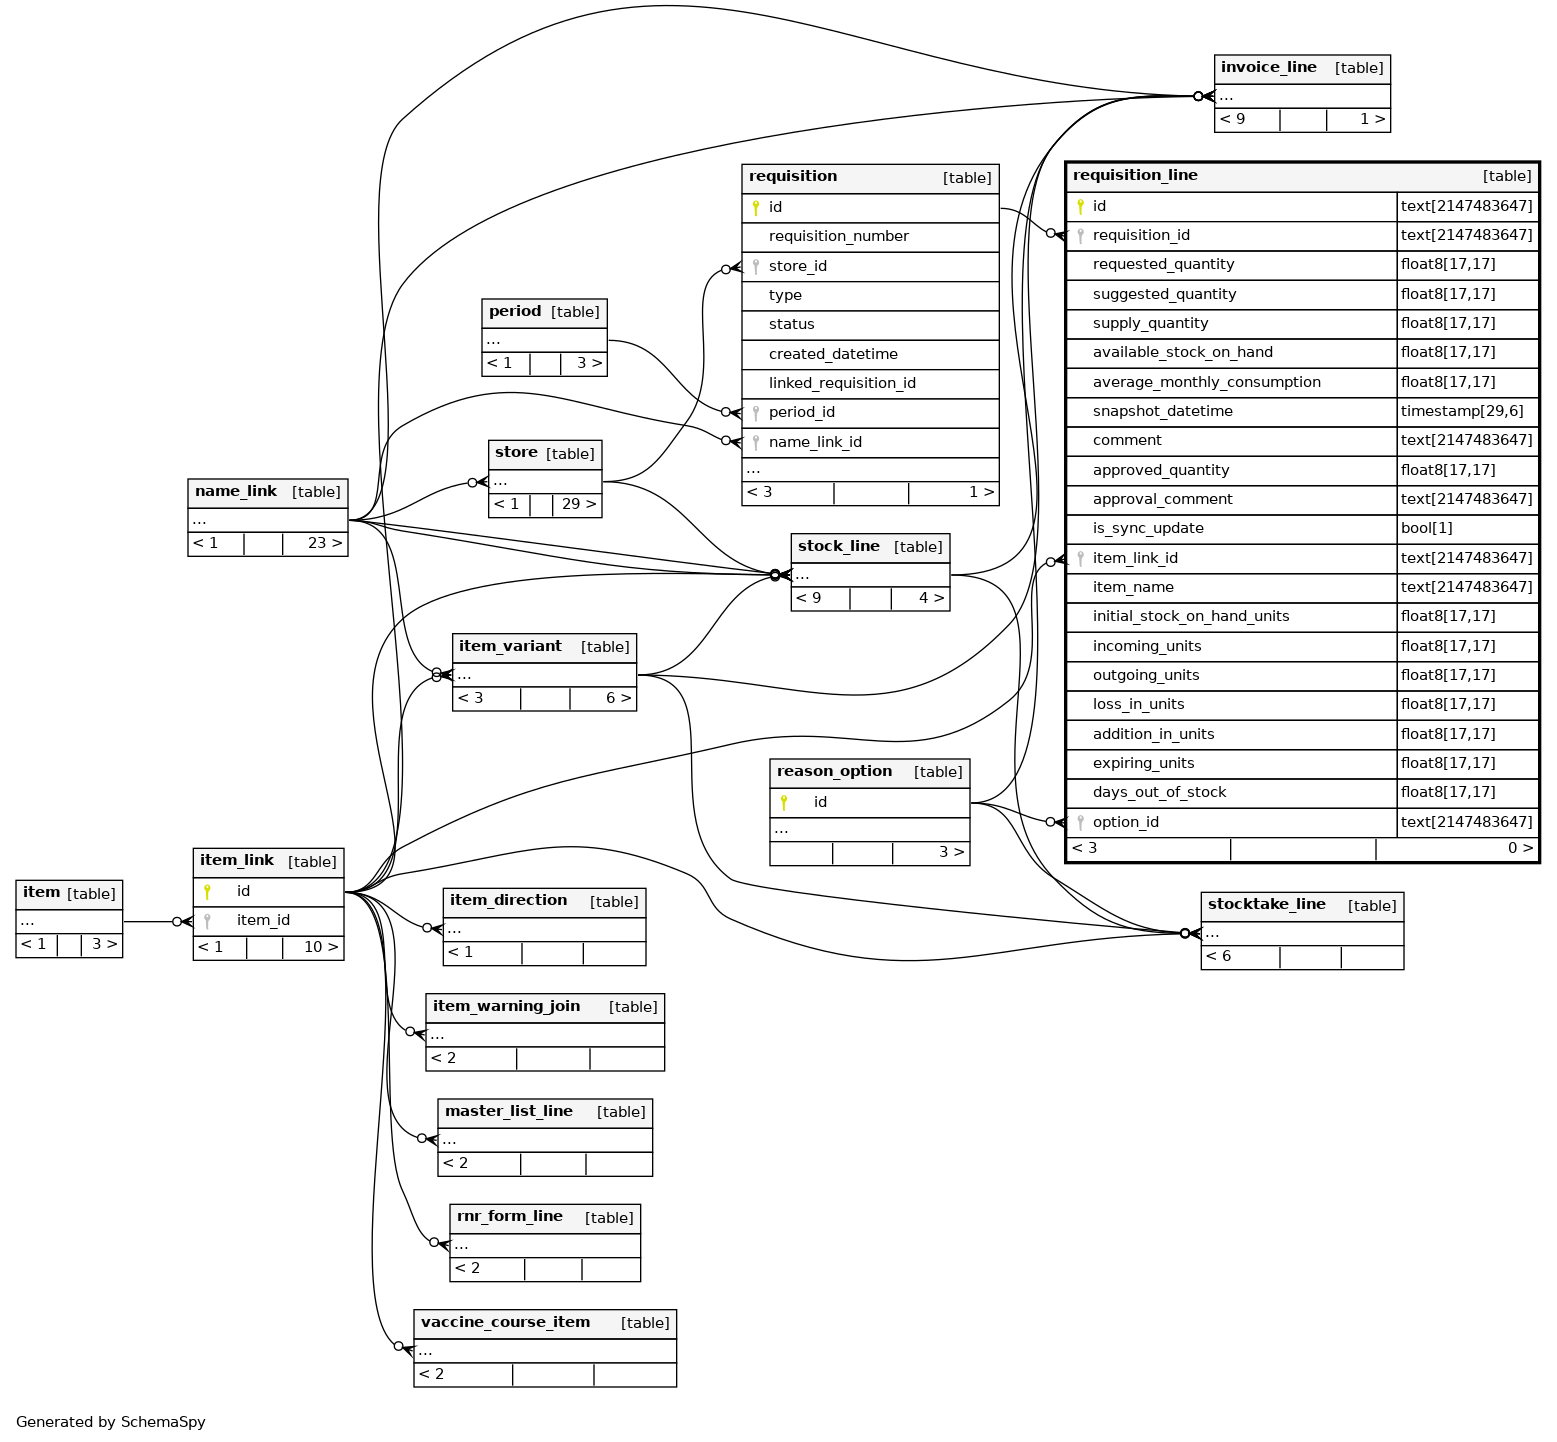 invoice_line [table]
...
< 9 1 >
requisition [table]
id
requisition_number
store_id
type
status
created_datetime
linked_requisition_id
period_id
name_link_id
...
< 3 1 >
requisition_line [table]
id text[2147483647]
requisition_id text[2147483647]
requested_quantity float8[17,17]
suggested_quantity float8[17,17]
supply_quantity float8[17,17]
available_stock_on_hand float8[17,17]
average_monthly_consumption float8[17,17]
snapshot_datetime timestamp[29,6]
comment text[2147483647]
approved_quantity float8[17,17]
approval_comment text[2147483647]
is_sync_update bool[1]
item_link_id text[2147483647]
item_name text[2147483647]
initial_stock_on_hand_units float8[17,17]
incoming_units float8[17,17]
outgoing_units float8[17,17]
loss_in_units float8[17,17]
addition_in_units float8[17,17]
expiring_units float8[17,17]
days_out_of_stock float8[17,17]
option_id text[2147483647]
< 3 0 >
period [table]
...
< 1 3 >
store [table]
...
< 1 29 >
name_link [table]
...
< 1 23 >
stock_line [table]
...
< 9 4 >
item_variant [table]
...
< 3 6 >
reason_option [table]
id
...
3 >
item_link [table]
id
item_id
< 1 10 >
item [table]
...
< 1 3 >
item_direction [table]
...
< 1
stocktake_line [table]
...
< 6
item_warning_join [table]
...
< 2
master_list_line [table]
...
< 2
rnr_form_line [table]
...
< 2
vaccine_course_item [table]
...
< 2
Generated by SchemaSpy